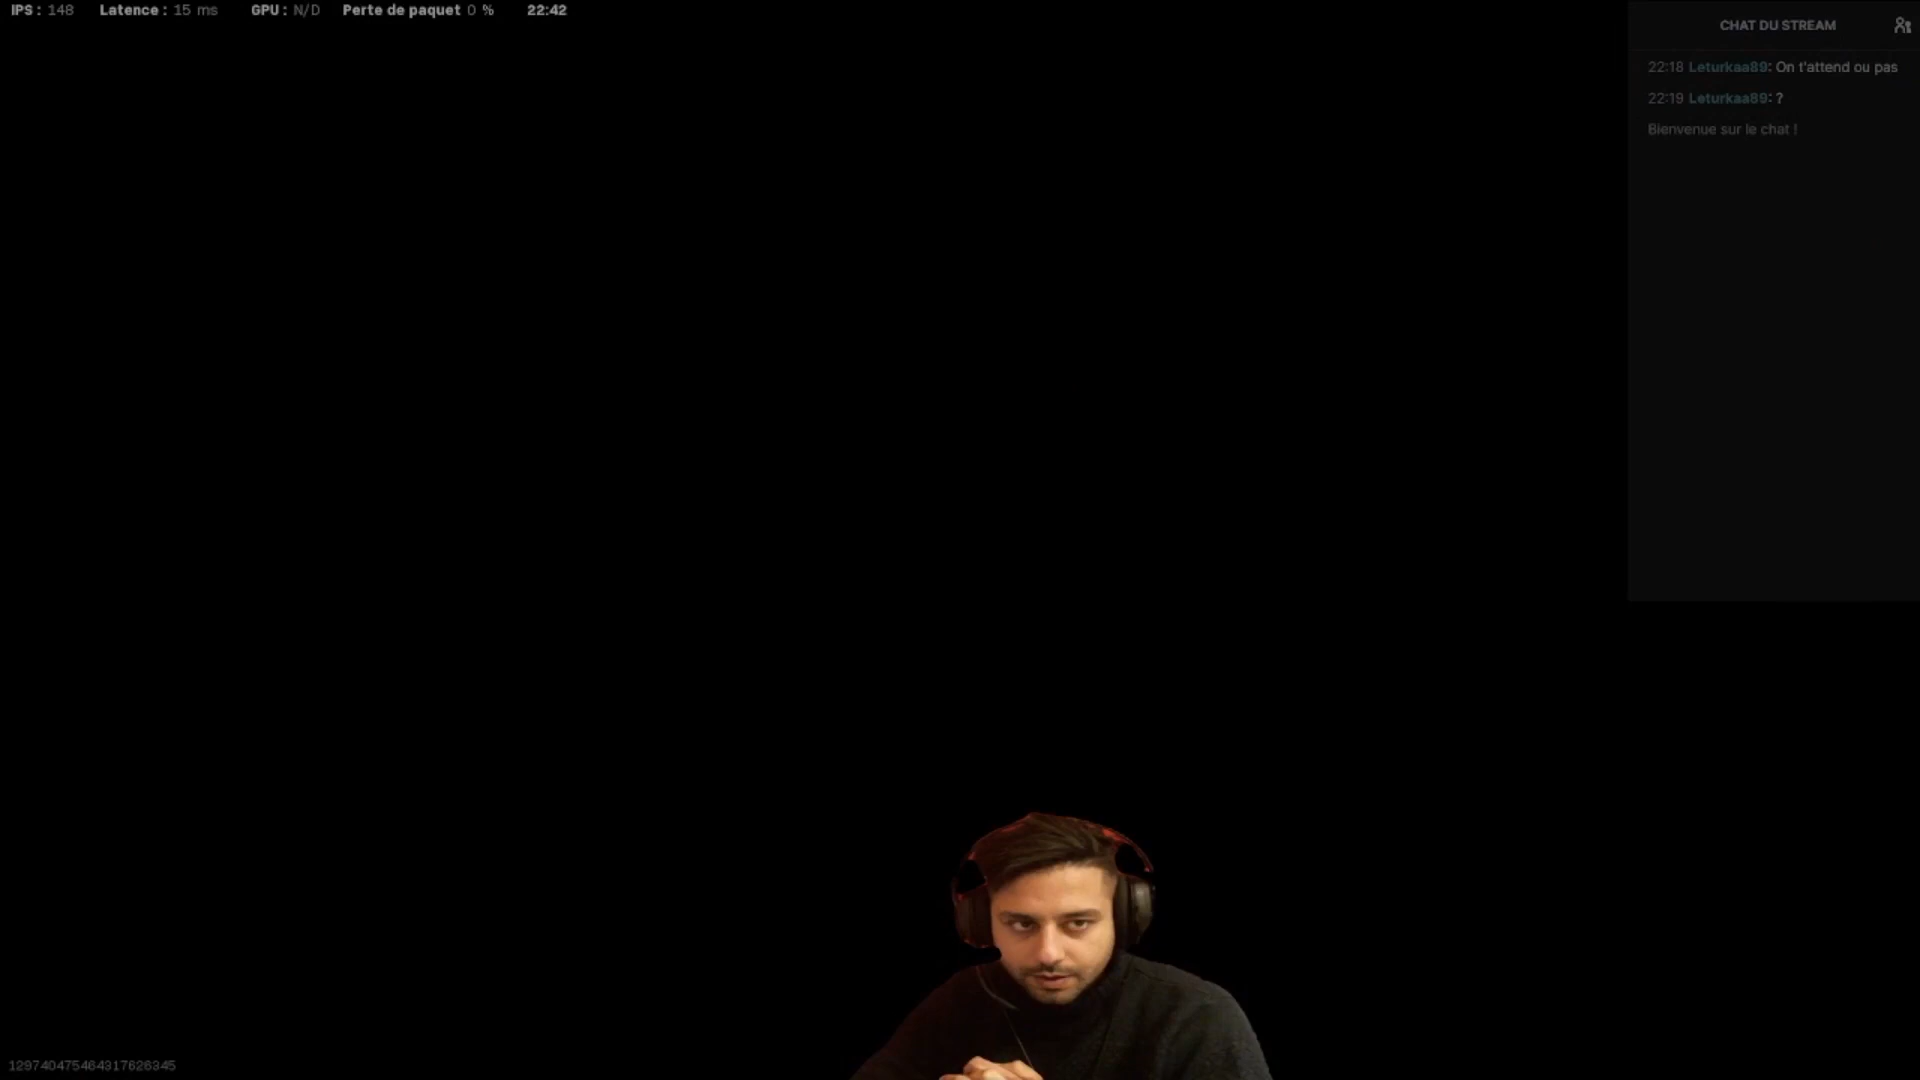 IPS : 148 Latence : 15 ms GPU : N/D Perte de paquet 0 % 22:42
CHAT DU STREAM
22:18 Leturkaa89: On t'attend ou pas
22:19 Leturkaa89: ?
Bienvenue sur le chat !
129740475464317626345